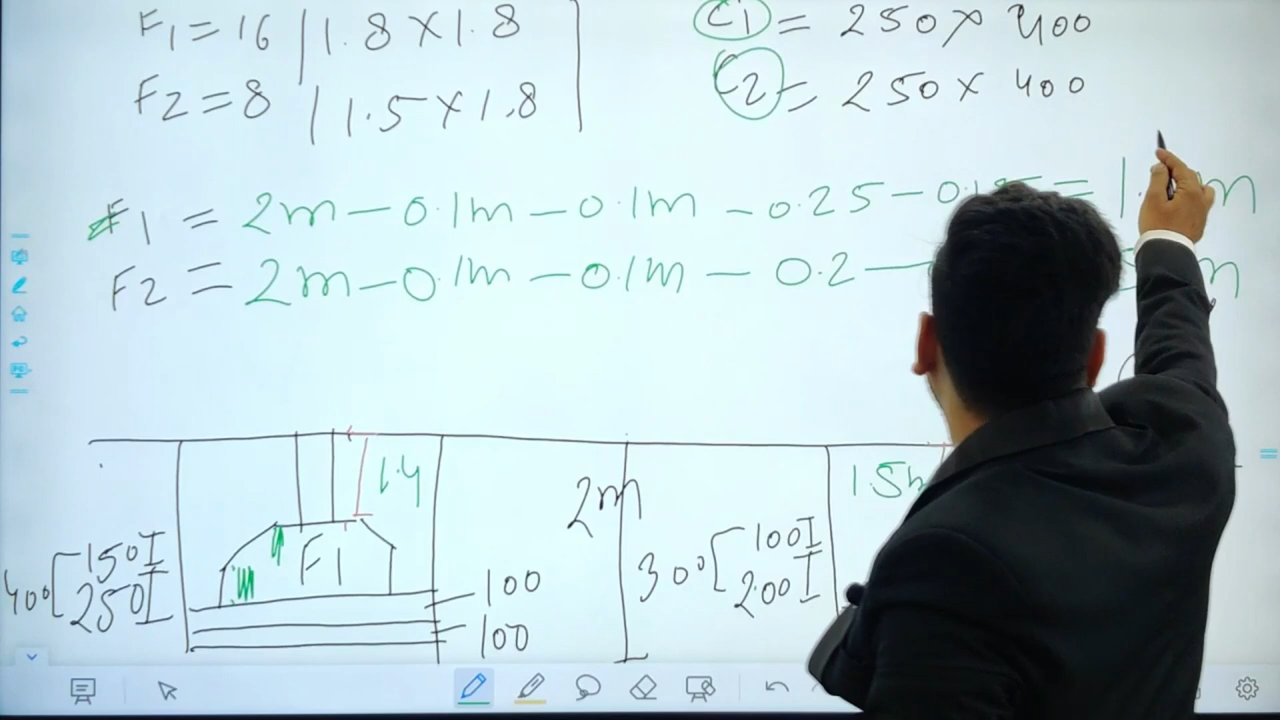 F1 = 16 | 1.8 x 1.8
F2 = 8 | 1.5 x 1.8
C1 = 250 x 400
C2 = 250 x 400
F1 = 2m - 0.1m - 0.1m - 0.25 - 0.15 = 1. m
F2 = 2m - 0.1m - 0.1m - 0.2 - m
1.4
400
150
250
F1
100
100
2m
300
100
200
1.5